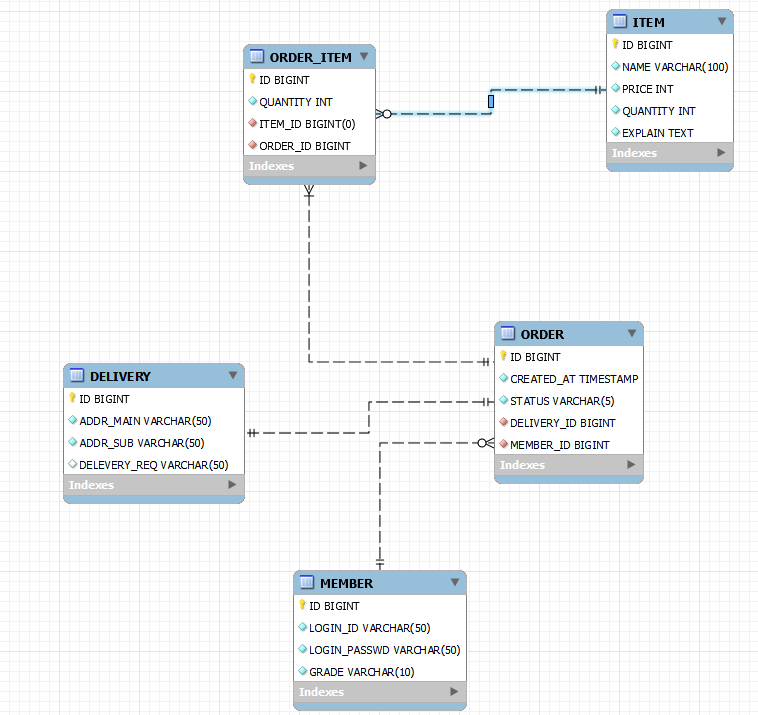 ITEM
ID BIGINT
NAME VARCHAR(100)
PRICE INT
QUANTITY INT
EXPLAIN TEXT
Indexes
ORDER_ITEM
ID BIGINT
QUANTITY INT
ITEM_ID BIGINT(0)
ORDER_ID BIGINT
Indexes
ORDER
ID BIGINT
CREATED_AT TIMESTAMP
STATUS VARCHAR(5)
DELIVERY_ID BIGINT
MEMBER_ID BIGINT
Indexes
DELIVERY
ID BIGINT
ADDR_MAIN VARCHAR(50)
ADDR_SUB VARCHAR(50)
DELEVERY_REQ VARCHAR(50)
Indexes
MEMBER
ID BIGINT
LOGIN_ID VARCHAR(50)
LOGIN_PASSWD VARCHAR(50)
GRADE VARCHAR(10)
Indexes